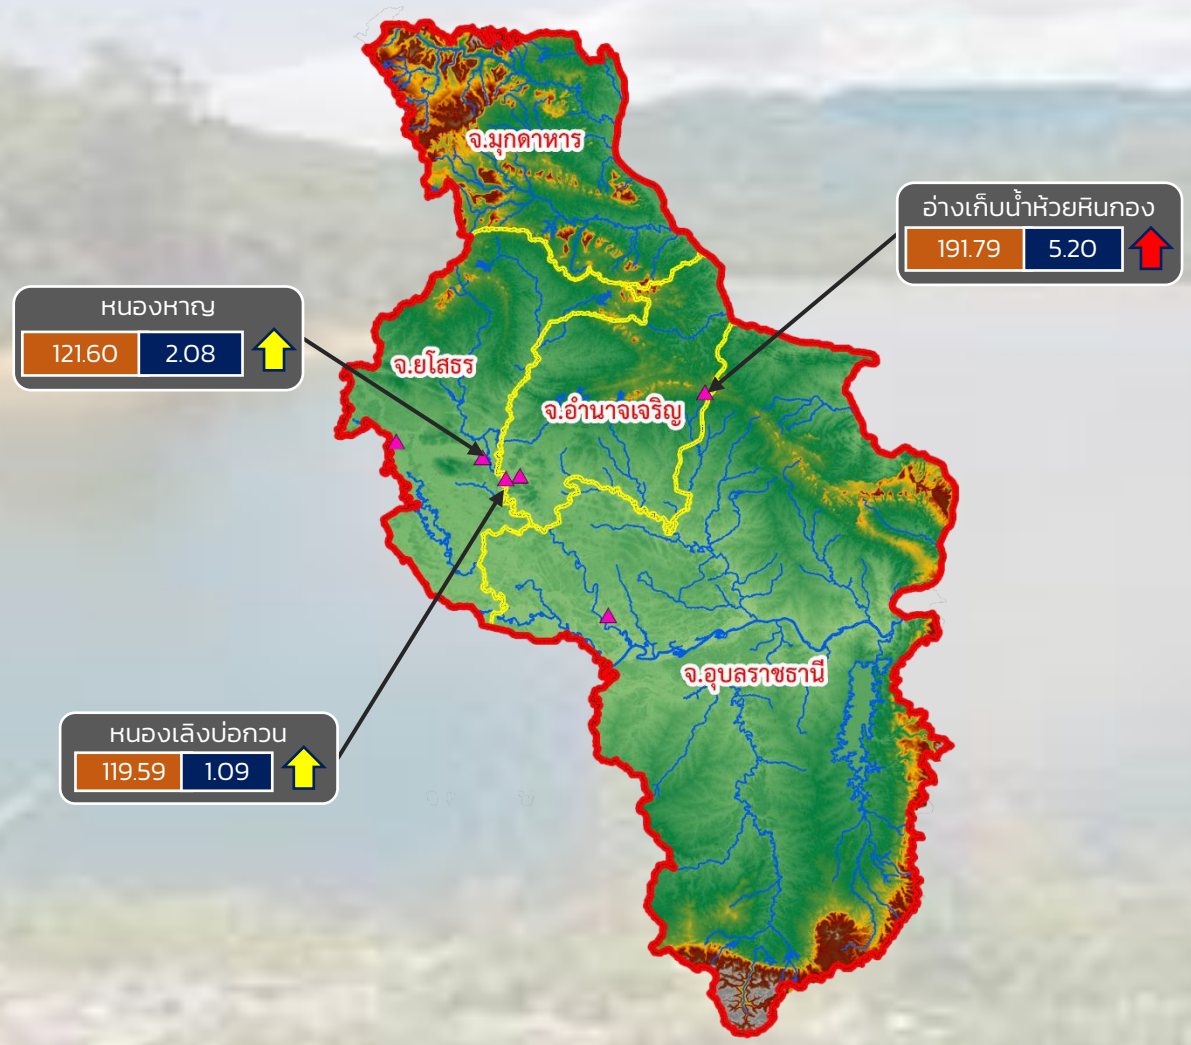 จ.มุกดาหาร
อ่างเก็บน้ำห้วยหินกอง
191.79 5.20
หนองหาญ
121.60 2.08
จ.ยโสธร
จ.อำนาจเจริญ
จ.อุบลราชธานี
หนองเลิงบ่อกวน
119.59 1.09